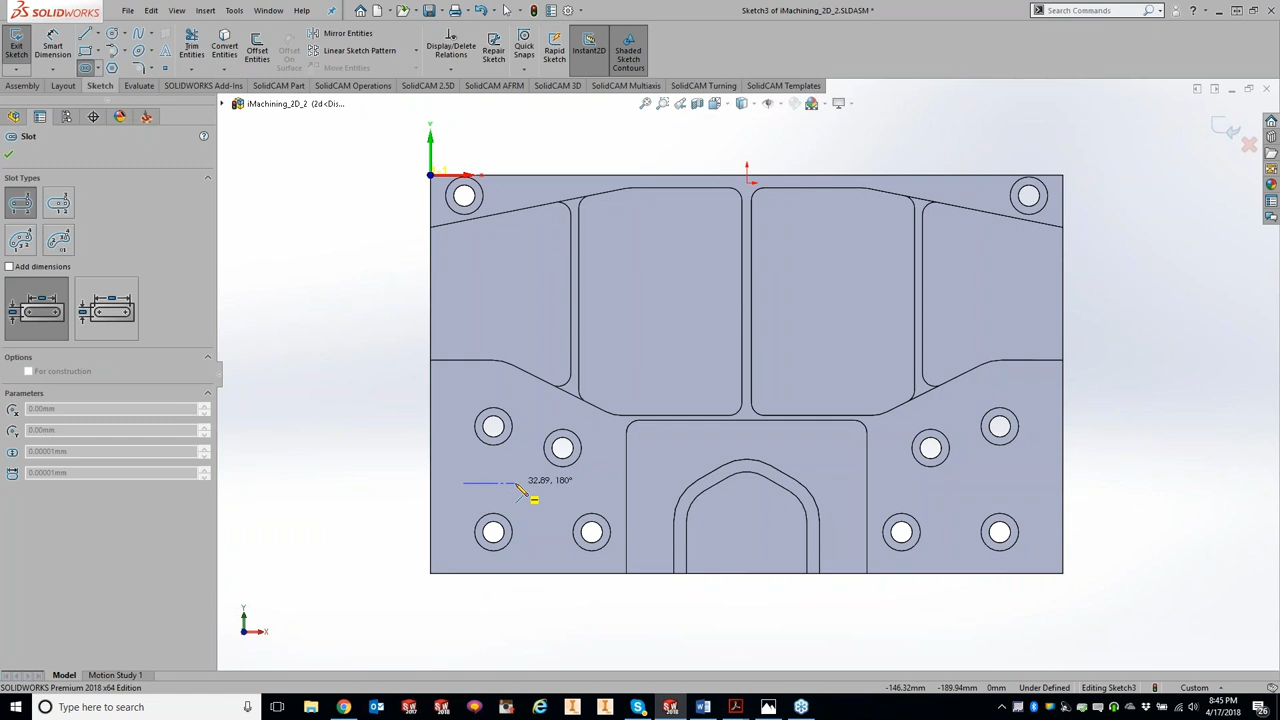 SOLIDWORKS
File Edit View Insert Tools Window Help
Sketch3 of iMachining_2D_2.SLDASM *
Search Commands
Exit Sketch
Smart Dimension
Trim Entities
Convert Entities
Offset Entities
Offset On Surface
Mirror Entities
Linear Sketch Pattern
Move Entities
Display/Delete Relations
Repair Sketch
Quick Snaps
Rapid Sketch
Instant2D
Shaded Sketch Contours
Assembly Layout Sketch Evaluate SOLIDWORKS Add-Ins SolidCAM Part SolidCAM Operations SolidCAM 2.5D SolidCAM AFRM SolidCAM 3D SolidCAM Multiaxis SolidCAM Turning SolidCAM Templates
iMachining_2D_2 (2d<Dis...
Slot
Slot Types
Add dimensions
Options
For construction
Parameters
0.00mm
0.00mm
0.00001mm
0.00001mm
32.89, 180°
Y
X
Model Motion Study 1
SOLIDWORKS Premium 2018 x64 Edition
-146.32mm -189.94mm 0mm Under Defined Editing Sketch3 Custom
Type here to search
8:45 PM
4/17/2018